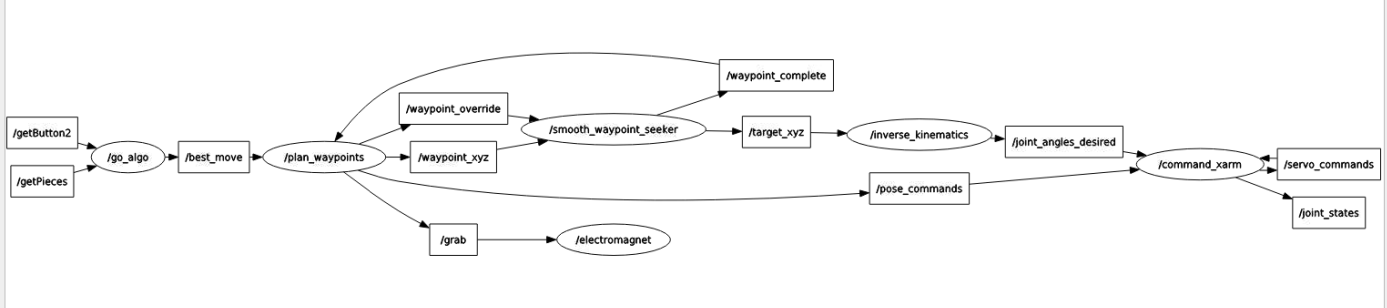 /getButton2
/getPieces
/go_algo
/best_move
/plan_waypoints
/waypoint_override
/waypoint_xyz
/grab
/smooth_waypoint_seeker
/electromagnet
/waypoint_complete
/target_xyz
/inverse_kinematics
/pose_commands
/joint_angles_desired
/command_xarm
/servo_commands
/joint_states